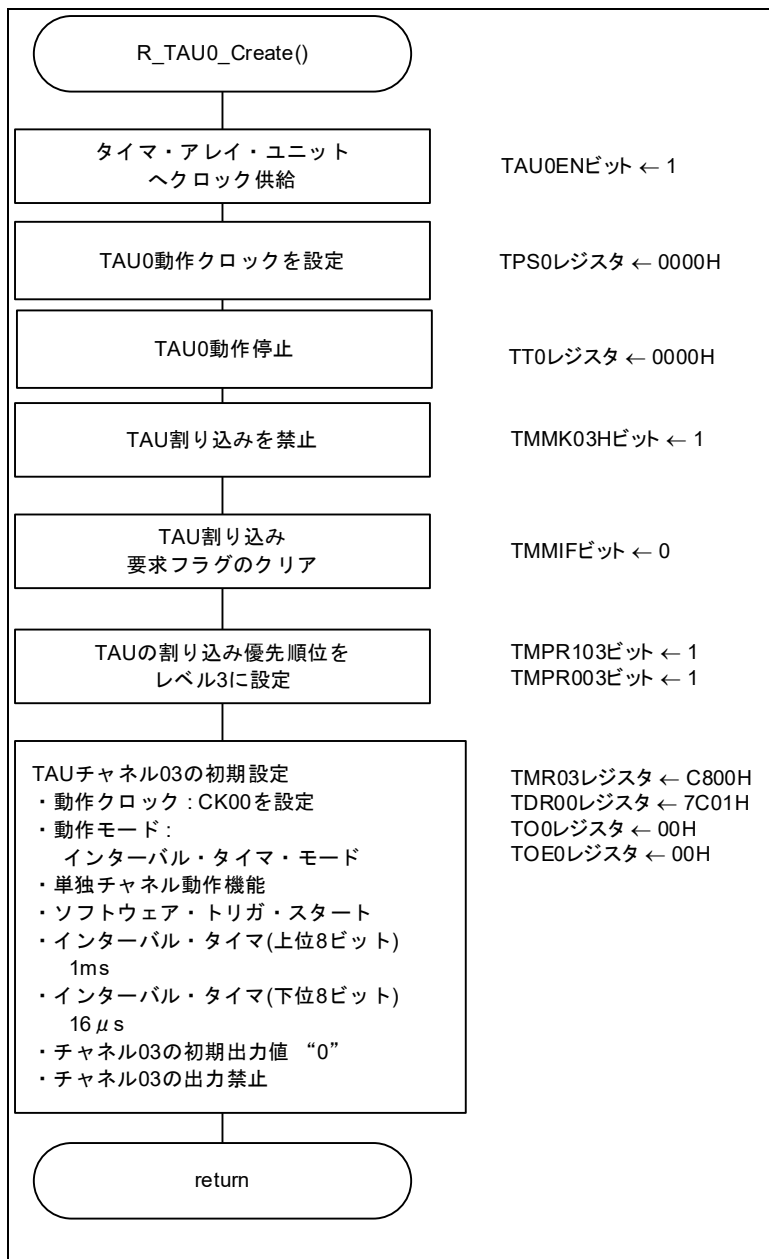 R_TAU0_Create()
タイマ・アレイ・ユニット
へクロック供給
TAU0ENビット ← 1
TAU0動作クロックを設定
TPS0レジスタ ← 0000H
TAU0動作停止
TT0レジスタ ← 0000H
TAU割り込みを禁止
TMMK03Hビット ← 1
TAU割り込み
要求フラグのクリア
TMMIFビット ← 0
TAUの割り込み優先順位を
レベル3に設定
TMPR103ビット ← 1
TMPR003ビット ← 1
TAUチャネル03の初期設定
・動作クロック : CK00を設定
・動作モード :
インターバル・タイマ・モード
・単独チャネル動作機能
・ソフトウェア・トリガ・スタート
・インターバル・タイマ(上位8ビット)
1ms
・インターバル・タイマ(下位8ビット)
16μs
・チャネル03の初期出力値 “0”
・チャネル03の出力禁止
TMR03レジスタ ← C800H
TDR00レジスタ ← 7C01H
TO0レジスタ ← 00H
TOE0レジスタ ← 00H
return